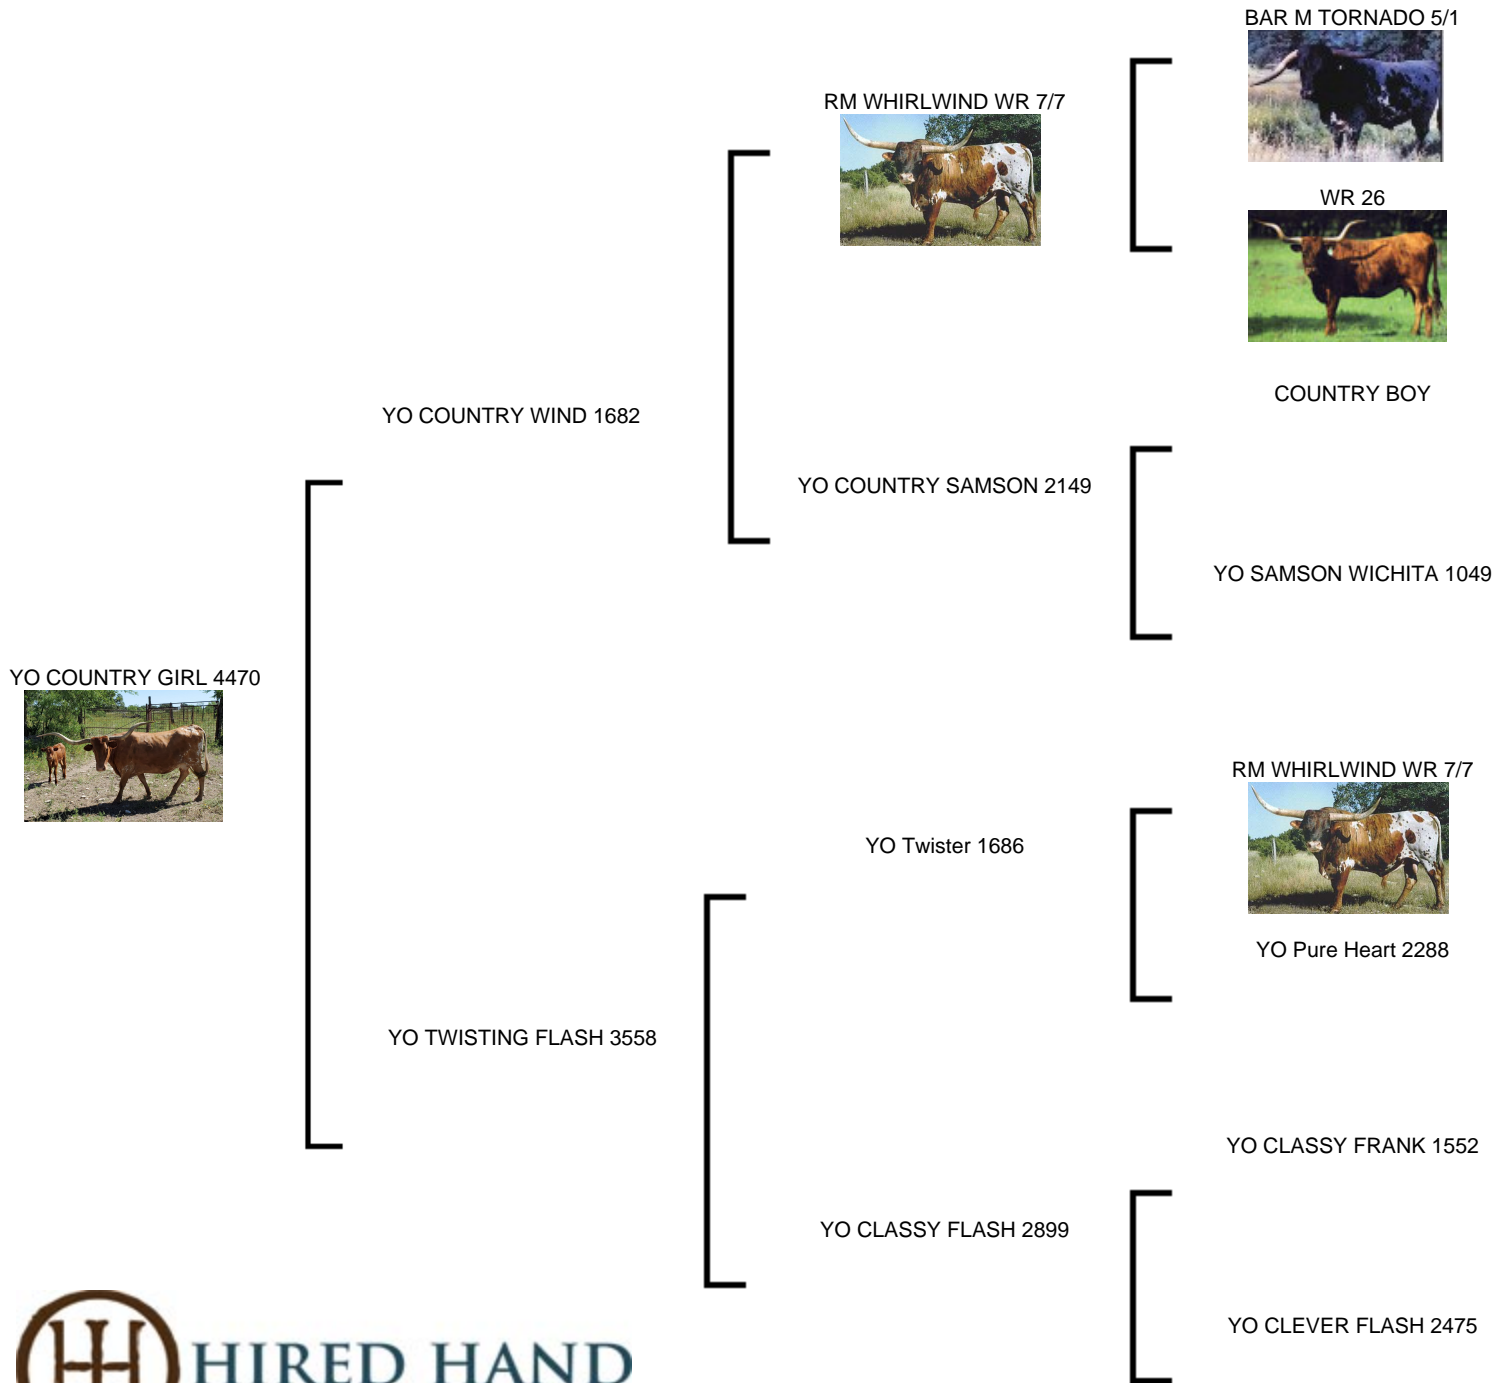 BAR M TORNADO 5/1
RM WHIRLWIND WR 7/7
WR 26
COUNTRY BOY
YO COUNTRY WIND 1682
YO COUNTRY SAMSON 2149
YO SAMSON WICHITA 1049
YO COUNTRY GIRL 4470
RM WHIRLWIND WR 7/7
YO Twister 1686
YO Pure Heart 2288
YO TWISTING FLASH 3558
YO CLASSY FRANK 1552
YO CLASSY FLASH 2899
YO CLEVER FLASH 2475
HIRED HAND